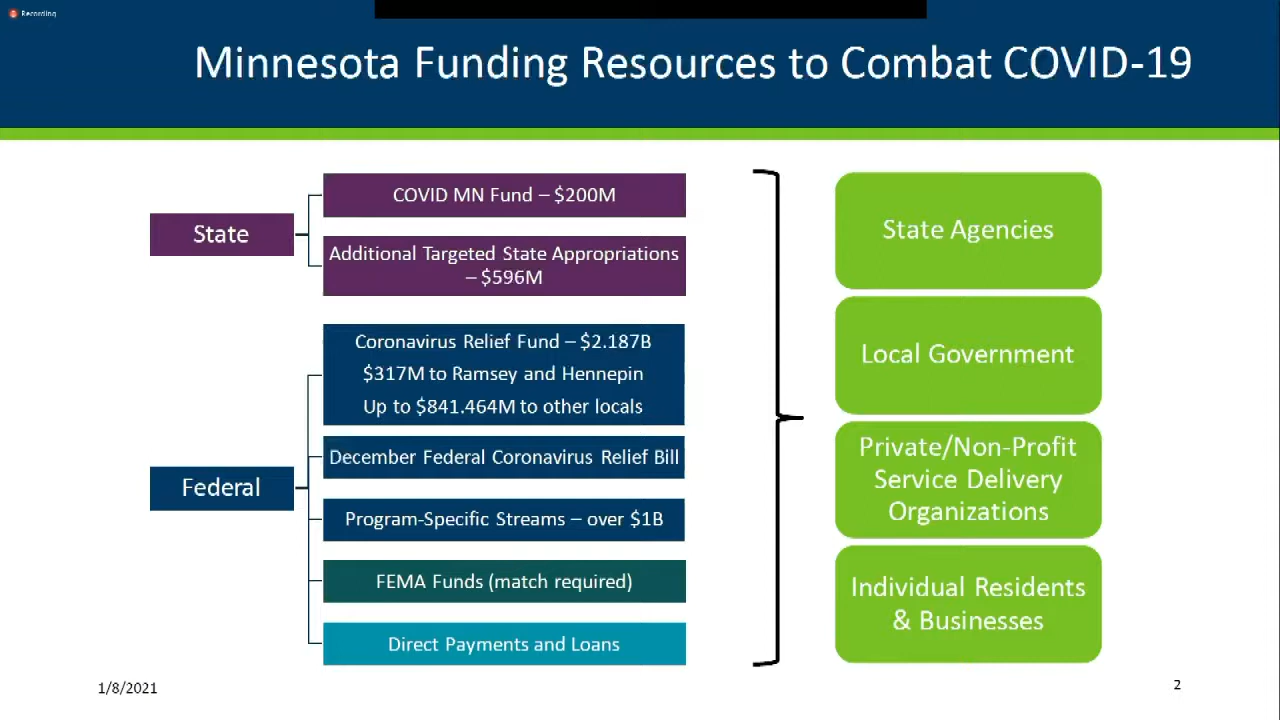 Recording
Minnesota Funding Resources to Combat COVID-19
State
COVID MN Fund – $200M
Additional Targeted State Appropriations
– $596M
Federal
Coronavirus Relief Fund – $2.187B
$317M to Ramsey and Hennepin
Up to $841.464M to other locals
December Federal Coronavirus Relief Bill
Program-Specific Streams – over $1B
FEMA Funds (match required)
Direct Payments and Loans
State Agencies
Local Government
Private/Non-Profit
Service Delivery
Organizations
Individual Residents
& Businesses
1/8/2021
2